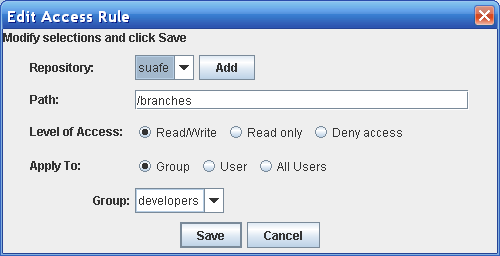 Edit Access Rule
Modify selections and click Save
Repository: suafe Add
Path: /branches
Level of Access: Read/Write Read only Deny access
Apply To: Group User All Users
Group: developers
Save Cancel